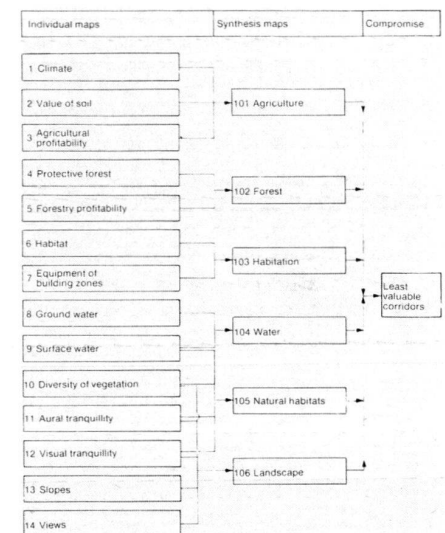 Individual maps
Synthesis maps
Compromise
1 Climate
2 Value of soil
3 Agricultural
profitability
4 Protective forest
5 Forestry profitability
6 Habitat
7 Equipment of
building zones
8 Ground water
9 Surface water
10 Diversity of vegetation
11 Aural tranquillity
12 Visual tranquillity
13 Slopes
14 Views
101 Agriculture
102 Forest
103 Habitation
104 Water
105 Natural habitats
106 Landscape
Least
valuable
corridors